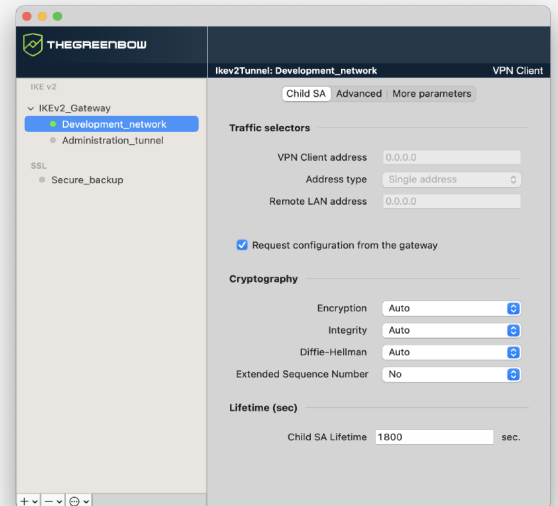 THEGREENBOW
Ikev2Tunnel: Development_network VPN Client
IKE v2
IKEv2_Gateway
Development_network
Administration_tunnel
SSL
Secure_backup
Child SA Advanced More parameters
Traffic selectors
VPN Client address 0.0.0.0
Address type Single address
Remote LAN address 0.0.0.0
Request configuration from the gateway
Cryptography
Encryption Auto
Integrity Auto
Diffie-Hellman Auto
Extended Sequence Number No
Lifetime (sec)
Child SA Lifetime 1800 sec.